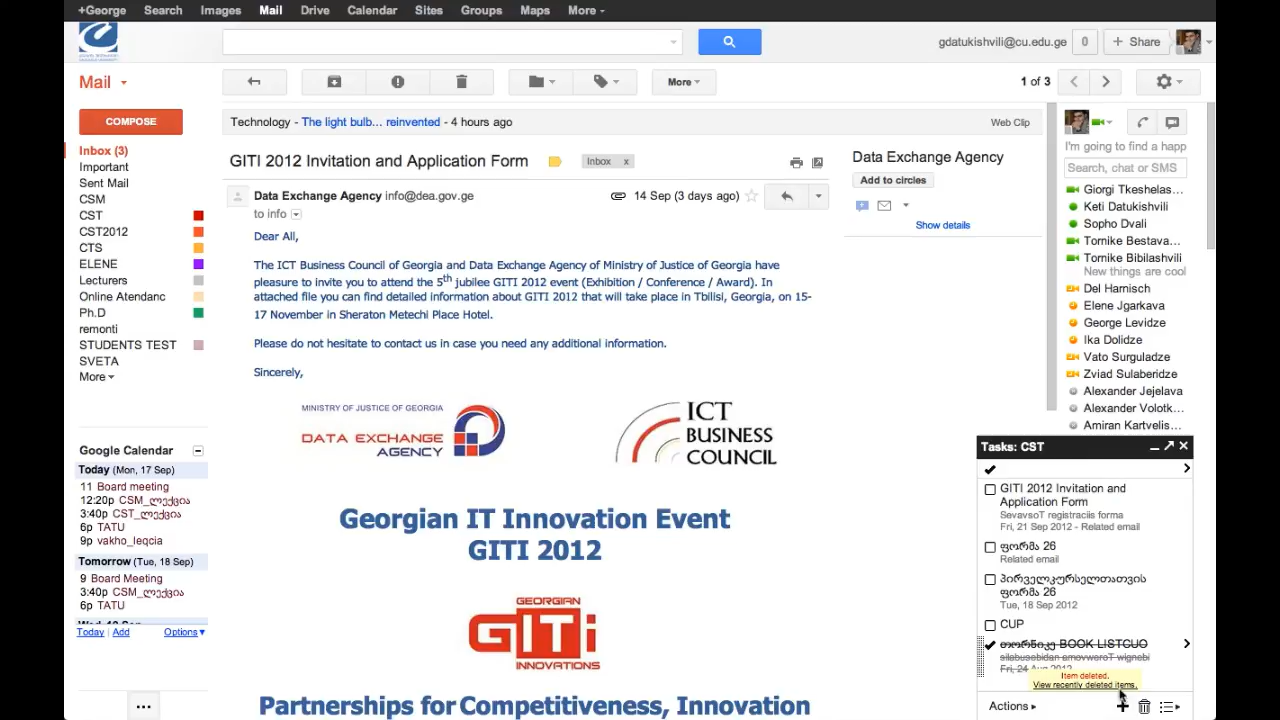 +George Search Images Mail Drive Calendar Sites Groups Maps More
gdatukishvili@cu.edu.ge 0 + Share
Mail
More
1 of 3
COMPOSE
Inbox (3)
Important
Sent Mail
CSM
CST
CST2012
CTS
ELENE
Lecturers
Online Atendanc
Ph.D
remonti
STUDENTS TEST
SVETA
More
Google Calendar
Today (Mon, 17 Sep)
11 Board meeting
12:20p CSM_ლექცია
3:40p CST_ლექცია
6p TATU
9p vakho_leqcia
Tomorrow (Tue, 18 Sep)
9 Board Meeting
3:40p CSM_ლექცია
6p TATU
Today | Add Options
Technology - The light bulb... reinvented - 4 hours ago
Web Clip
GITI 2012 Invitation and Application Form
Inbox x
Data Exchange Agency info@dea.gov.ge
14 Sep (3 days ago)
to info
Dear All,
The ICT Business Council of Georgia and Data Exchange Agency of Ministry of Justice of Georgia have
pleasure to invite you to attend the 5th jubilee GITI 2012 event (Exhibition / Conference / Award). In
attached file you can find detailed information about GITI 2012 that will take place in Tbilisi, Georgia, on 15-
17 November in Sheraton Metechi Place Hotel.
Please do not hesitate to contact us in case you need any additional information.
Sincerely,
MINISTRY OF JUSTICE OF GEORGIA
DATA EXCHANGE
AGENCY
ICT
BUSINESS
COUNCIL
Georgian IT Innovation Event
GITI 2012
GEORGIAN
GITi
INNOVATIONS
Partnerships for Competitiveness, Innovation
Data Exchange Agency
Add to circles
Show details
I'm going to find a happ
Search, chat or SMS
Giorgi Tkeshelas...
Keti Datukishvili
Sopho Dvali
Tornike Bestava...
Tornike Bibilashvili
New things are cool
Del Harnisch
Elene Jgarkava
George Levidze
Ika Dolidze
Vato Surguladze
Zviad Sulaberidze
Alexander Jejelava
Alexander Volotk...
Amiran Kartvelis...
Tasks: CST
GITI 2012 Invitation and
Application Form
SevavsoT registraciis forma
Fri, 21 Sep 2012 - Related email
ფორმა 26
Related email
პირველკურსელთათვის
ფორმა 26
Tue, 18 Sep 2012
CUP
თორნიკე BOOK LISTCUO
silabusebidan amovweroT wignebi
Fri, 24 Aug 2012
Item deleted.
View recently deleted items.
Actions